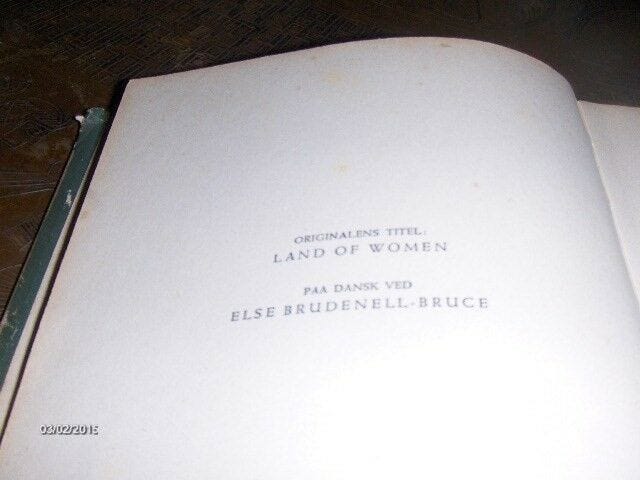 ORIGINALENS TITEL:
LAND OF WOMEN
PAA DANSK VED
ELSE BRUDENELL-BRUCE
03/02/2015